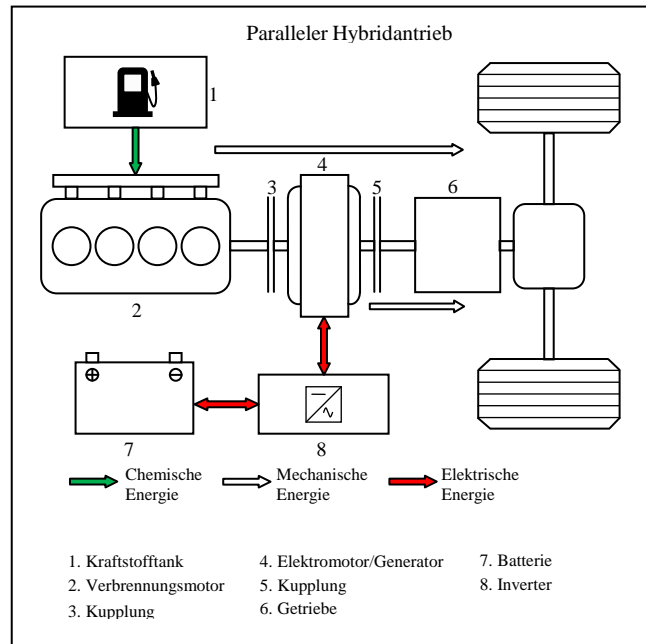 Paralleler Hybridantrieb
1
4
3
5
6
2
7
8
Chemische
Energie
Mechanische
Energie
Elektrische
Energie
1. Kraftstofftank
2. Verbrennungsmotor
3. Kupplung
4. Elektromotor/Generator
5. Kupplung
6. Getriebe
7. Batterie
8. Inverter